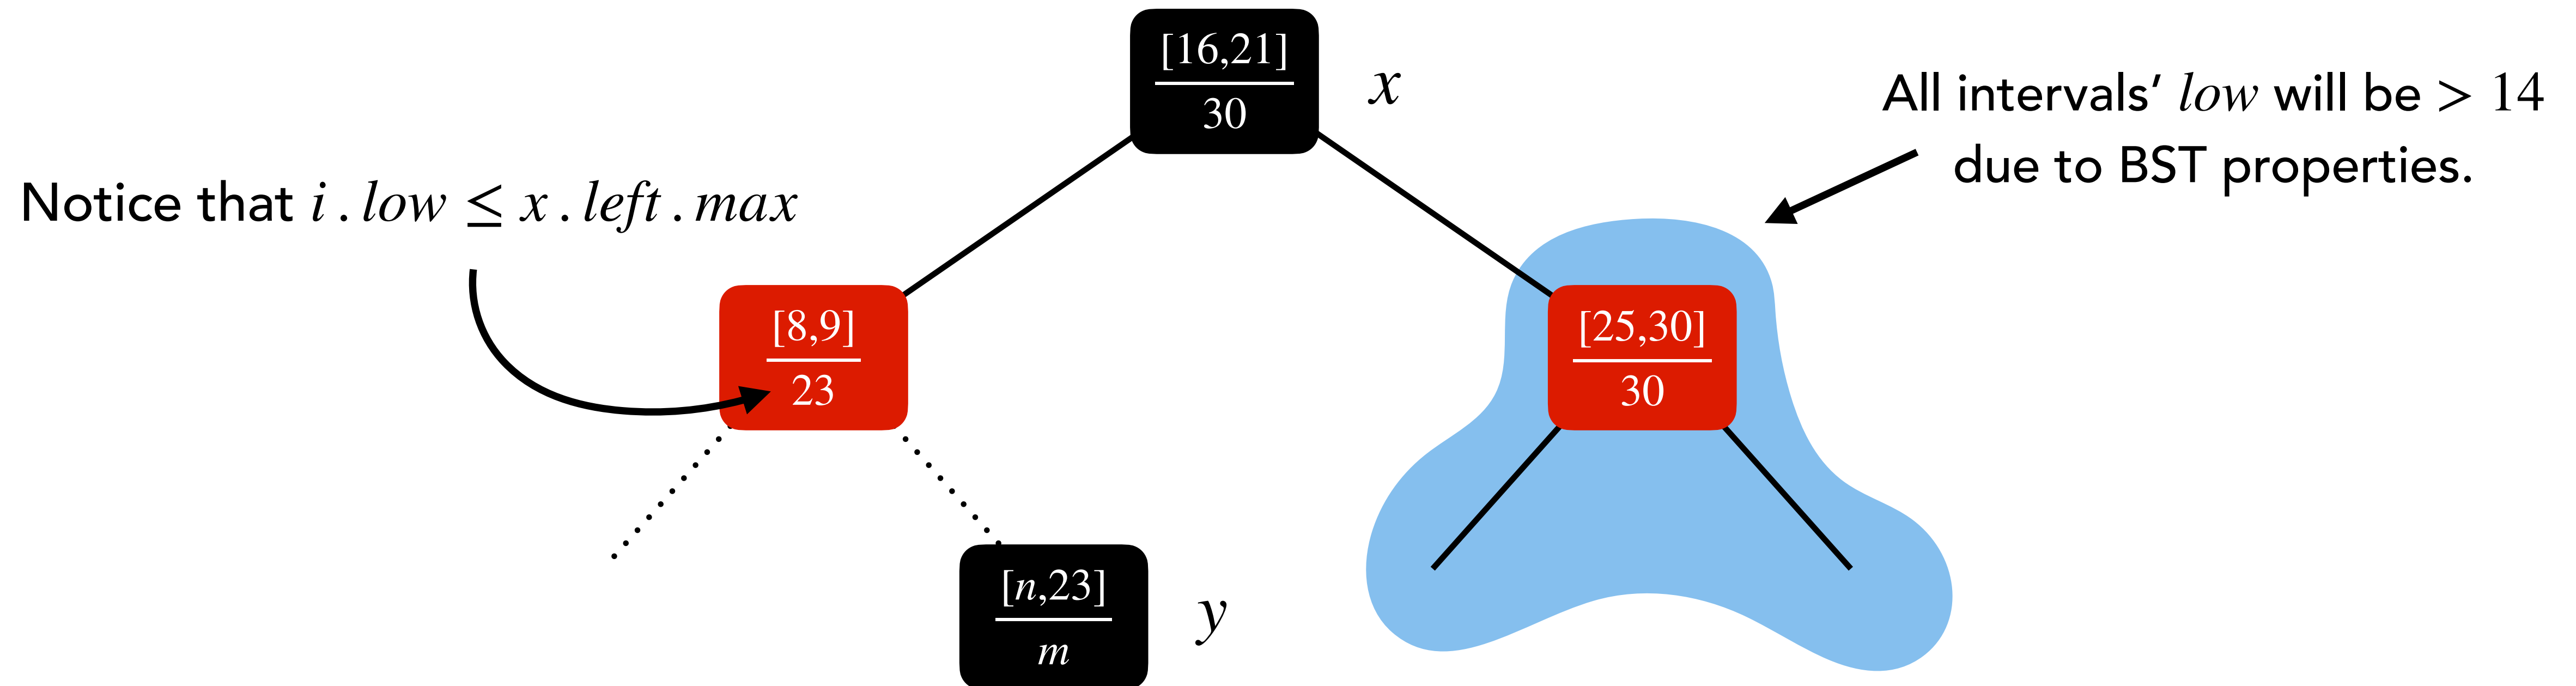 [16,21]
30
x
All intervals’ low will be > 14
due to BST properties.
Notice that i . low ≤ x . left . max
[8,9]
23
[25,30]
30
[n,23]
m
y